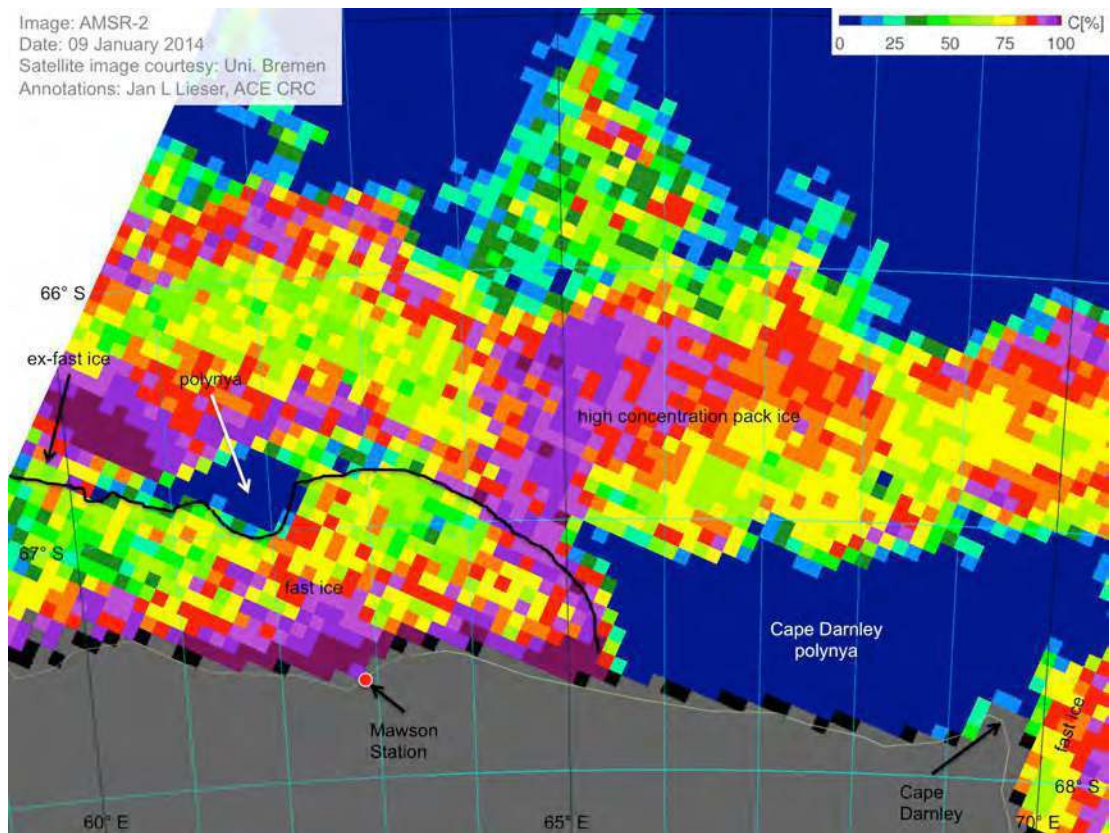 Image: AMSR-2
Date: 09 January 2014
Satellite image courtesy: Uni. Bremen
Annotations: Jan L Lieser, ACE CRC
C[%]
0 25 50 75 100
66° S
ex-fast ice
polynya
high concentration pack ice
67° S
fast ice
Cape Darnley
polynya
Mawson
Station
fast ice
Cape
Darnley
68° S
60° E
65° E
70° E